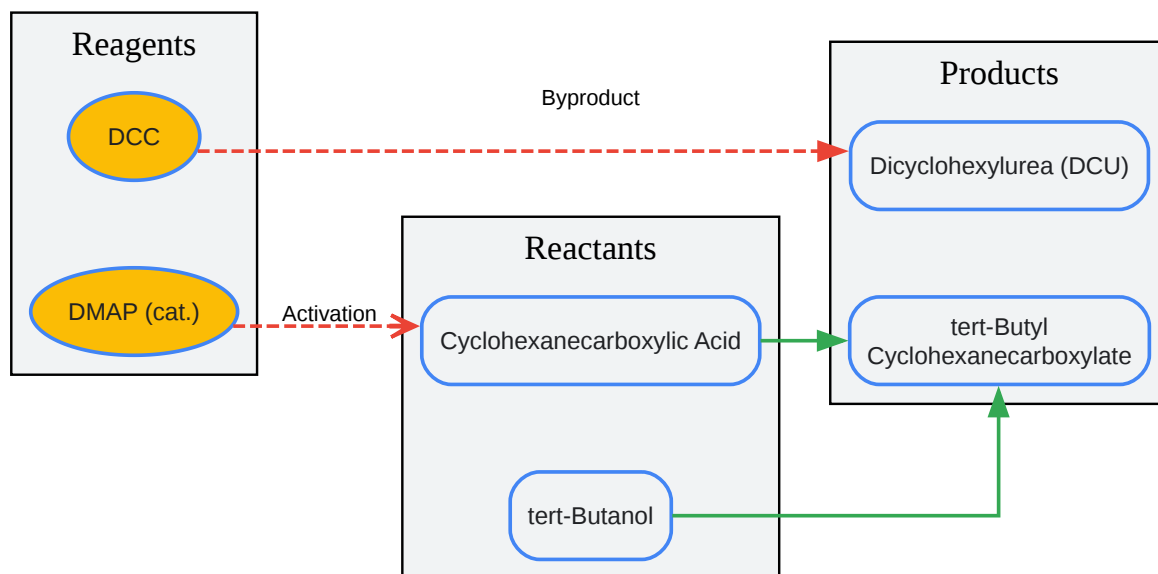 Reagents
DCC
DMAP (cat.)
Byproduct
Activation
Reactants
Cyclohexanecarboxylic Acid
tert-Butanol
Products
Dicyclohexylurea (DCU)
tert-Butyl
Cyclohexanecarboxylate